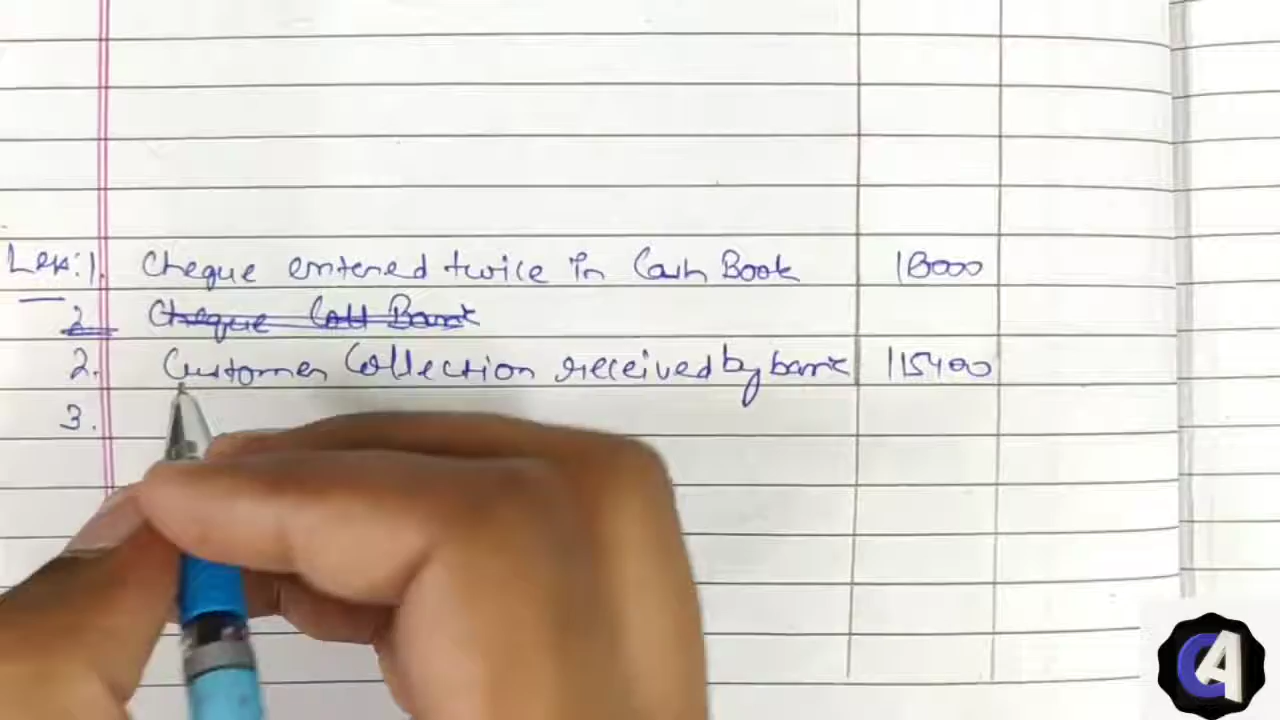 Less: 1. Cheque entered twice in Cash Book 18000
2. Cheque Coll Bank
2. Customer Collection received by bank 115400
3.
CA